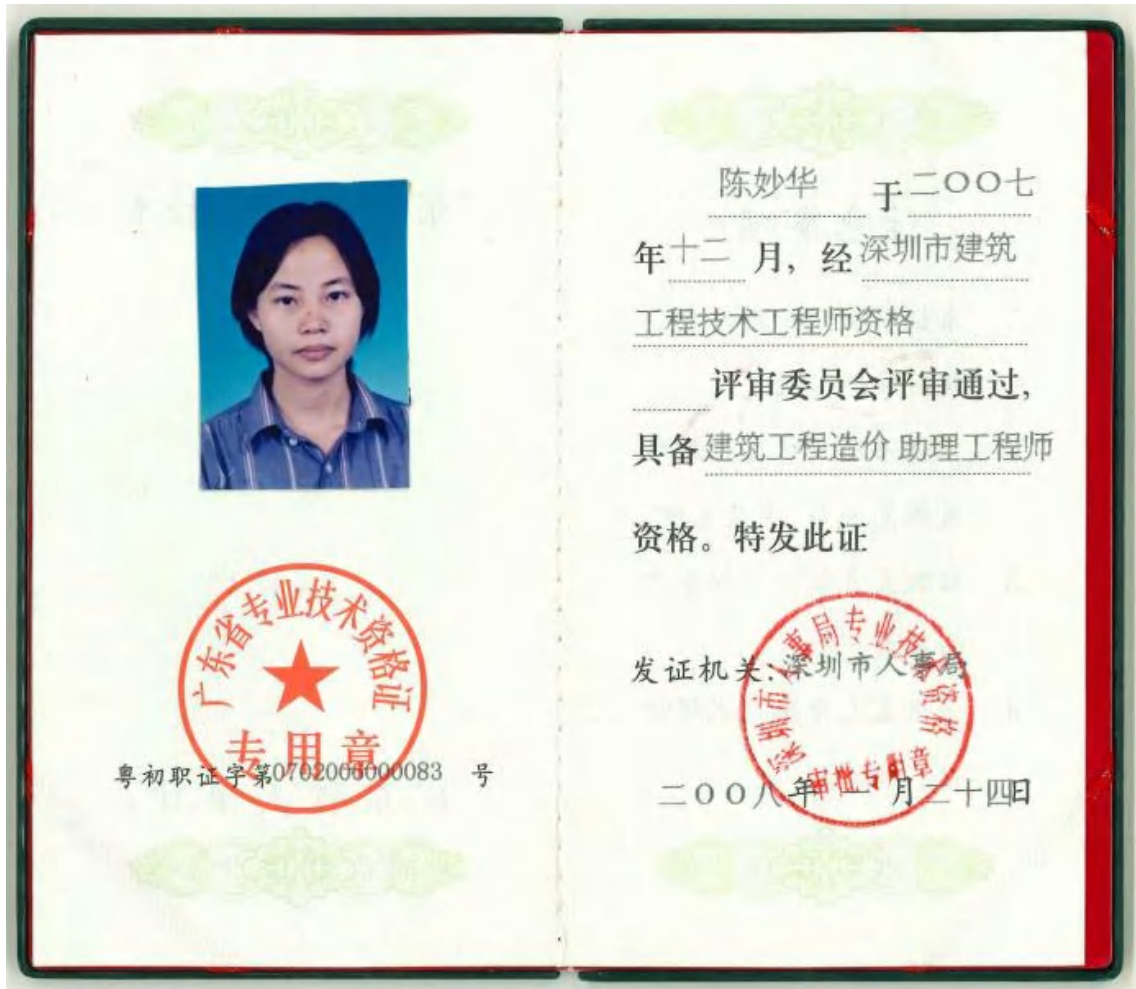 广东省专业技术资格证
专用章
粤初职证字第0702006000083 号
陈妙华 于二〇〇七
年十二 月，经深圳市建筑
工程技术工程师资格
评审委员会评审通过，
具备建筑工程造价 助理工程师
资格。特发此证
发证机关：深圳市人事局
深圳市人事局专业技术资格
审批专用章
二〇〇八年一月二十四日